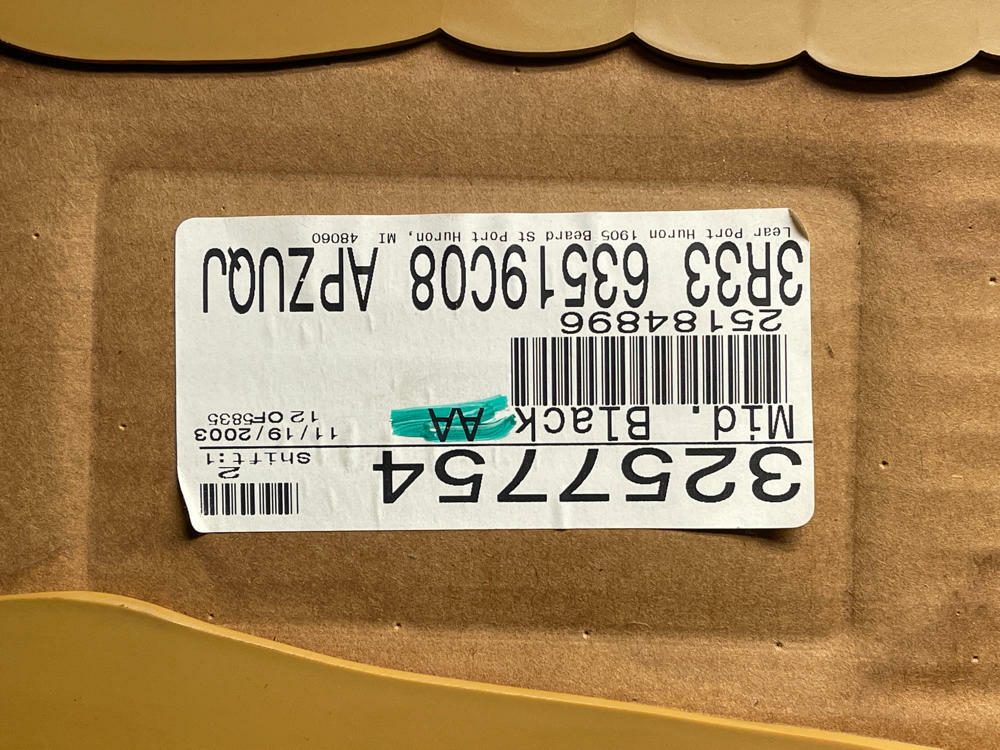 3257754
2
Shift:1
Mid. Black AA
11/19/2003
12 OF5835
25184896
3R33 63519C08 APZUQJ
Lear Port Huron 1905 Beard St Port Huron, MI 48060